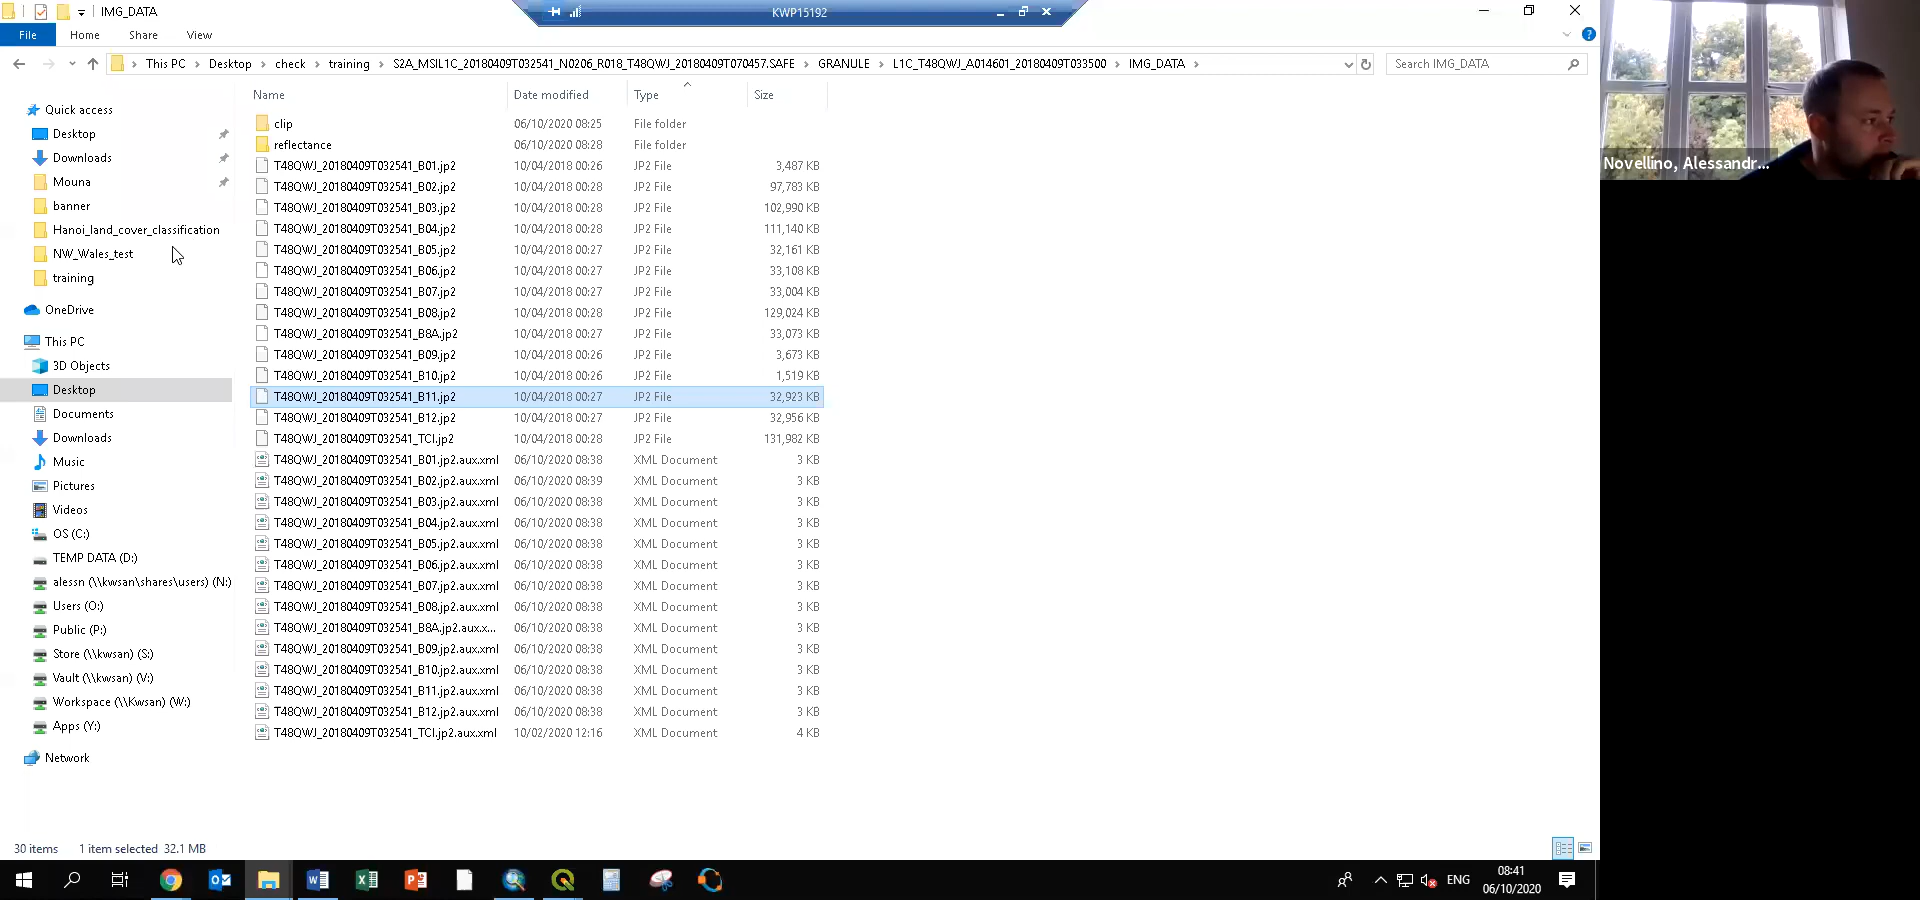 IMG_DATA
KWP15192
File Home Share View
This PC Desktop check training S2A_MSIL1C_20180409T032541_N0206_R018_T48QWJ_20180409T070457.SAFE GRANULE L1C_T48QWJ_A014601_20180409T033500 IMG_DATA
Search IMG_DATA
Quick access
Desktop
Downloads
Mouna
banner
Hanoi_land_cover_classification
NW_Wales_test
training
OneDrive
This PC
3D Objects
Desktop
Documents
Downloads
Music
Pictures
Videos
OS (C:)
TEMP DATA (D:)
alessn (\\kwsan\shares\users) (N:)
Users (O:)
Public (P:)
Store (\\kwsan) (S:)
Vault (\\kwsan) (V:)
Workspace (\\Kwsan) (W:)
Apps (Y:)
Network
Name Date modified Type Size
clip 06/10/2020 08:25 File folder
reflectance 06/10/2020 08:28 File folder
T48QWJ_20180409T032541_B01.jp2 10/04/2018 00:26 JP2 File 3,487 KB
T48QWJ_20180409T032541_B02.jp2 10/04/2018 00:28 JP2 File 97,783 KB
T48QWJ_20180409T032541_B03.jp2 10/04/2018 00:28 JP2 File 102,990 KB
T48QWJ_20180409T032541_B04.jp2 10/04/2018 00:28 JP2 File 111,140 KB
T48QWJ_20180409T032541_B05.jp2 10/04/2018 00:27 JP2 File 32,161 KB
T48QWJ_20180409T032541_B06.jp2 10/04/2018 00:27 JP2 File 33,108 KB
T48QWJ_20180409T032541_B07.jp2 10/04/2018 00:27 JP2 File 33,004 KB
T48QWJ_20180409T032541_B08.jp2 10/04/2018 00:28 JP2 File 129,024 KB
T48QWJ_20180409T032541_B8A.jp2 10/04/2018 00:27 JP2 File 33,073 KB
T48QWJ_20180409T032541_B09.jp2 10/04/2018 00:26 JP2 File 3,673 KB
T48QWJ_20180409T032541_B10.jp2 10/04/2018 00:26 JP2 File 1,519 KB
T48QWJ_20180409T032541_B11.jp2 10/04/2018 00:27 JP2 File 32,923 KB
T48QWJ_20180409T032541_B12.jp2 10/04/2018 00:27 JP2 File 32,956 KB
T48QWJ_20180409T032541_TCI.jp2 10/04/2018 00:28 JP2 File 131,982 KB
T48QWJ_20180409T032541_B01.jp2.aux.xml 06/10/2020 08:38 XML Document 3 KB
T48QWJ_20180409T032541_B02.jp2.aux.xml 06/10/2020 08:39 XML Document 3 KB
T48QWJ_20180409T032541_B03.jp2.aux.xml 06/10/2020 08:38 XML Document 3 KB
T48QWJ_20180409T032541_B04.jp2.aux.xml 06/10/2020 08:38 XML Document 3 KB
T48QWJ_20180409T032541_B05.jp2.aux.xml 06/10/2020 08:38 XML Document 3 KB
T48QWJ_20180409T032541_B06.jp2.aux.xml 06/10/2020 08:38 XML Document 3 KB
T48QWJ_20180409T032541_B07.jp2.aux.xml 06/10/2020 08:38 XML Document 3 KB
T48QWJ_20180409T032541_B08.jp2.aux.xml 06/10/2020 08:38 XML Document 3 KB
T48QWJ_20180409T032541_B8A.jp2.aux.x... 06/10/2020 08:38 XML Document 3 KB
T48QWJ_20180409T032541_B09.jp2.aux.xml 06/10/2020 08:38 XML Document 3 KB
T48QWJ_20180409T032541_B10.jp2.aux.xml 06/10/2020 08:38 XML Document 3 KB
T48QWJ_20180409T032541_B11.jp2.aux.xml 06/10/2020 08:38 XML Document 3 KB
T48QWJ_20180409T032541_B12.jp2.aux.xml 06/10/2020 08:38 XML Document 3 KB
T48QWJ_20180409T032541_TCI.jp2.aux.xml 10/02/2020 12:16 XML Document 4 KB
Novellino, Alessandr...
30 items 1 item selected 32.1 MB
ENG
08:41
06/10/2020